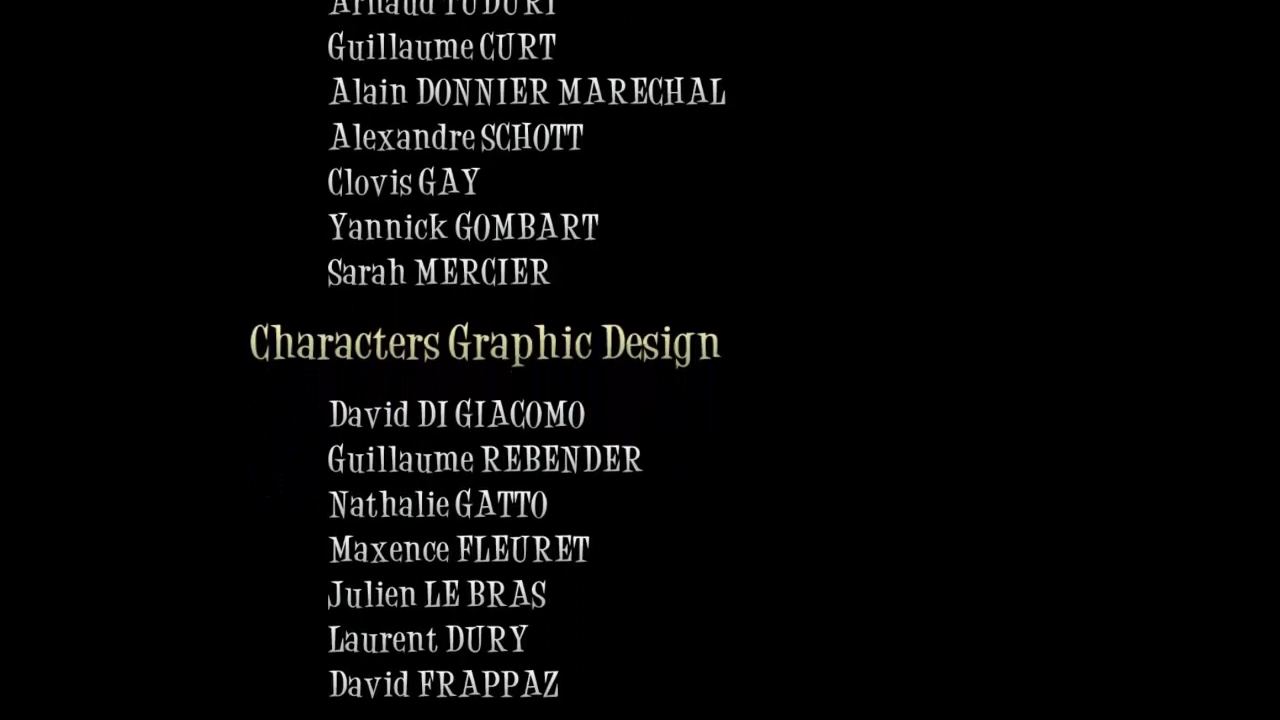 Guillaume CURT
Alain DONNIER MARECHAL
Alexandre SCHOTT
Clovis GAY
Yannick GOMBART
Sarah MERCIER
Characters Graphic Design
David DI GIACOMO
Guillaume REBENDER
Nathalie GATTO
Maxence FLEURET
Julien LE BRAS
Laurent DURY
David FRAPPAZ